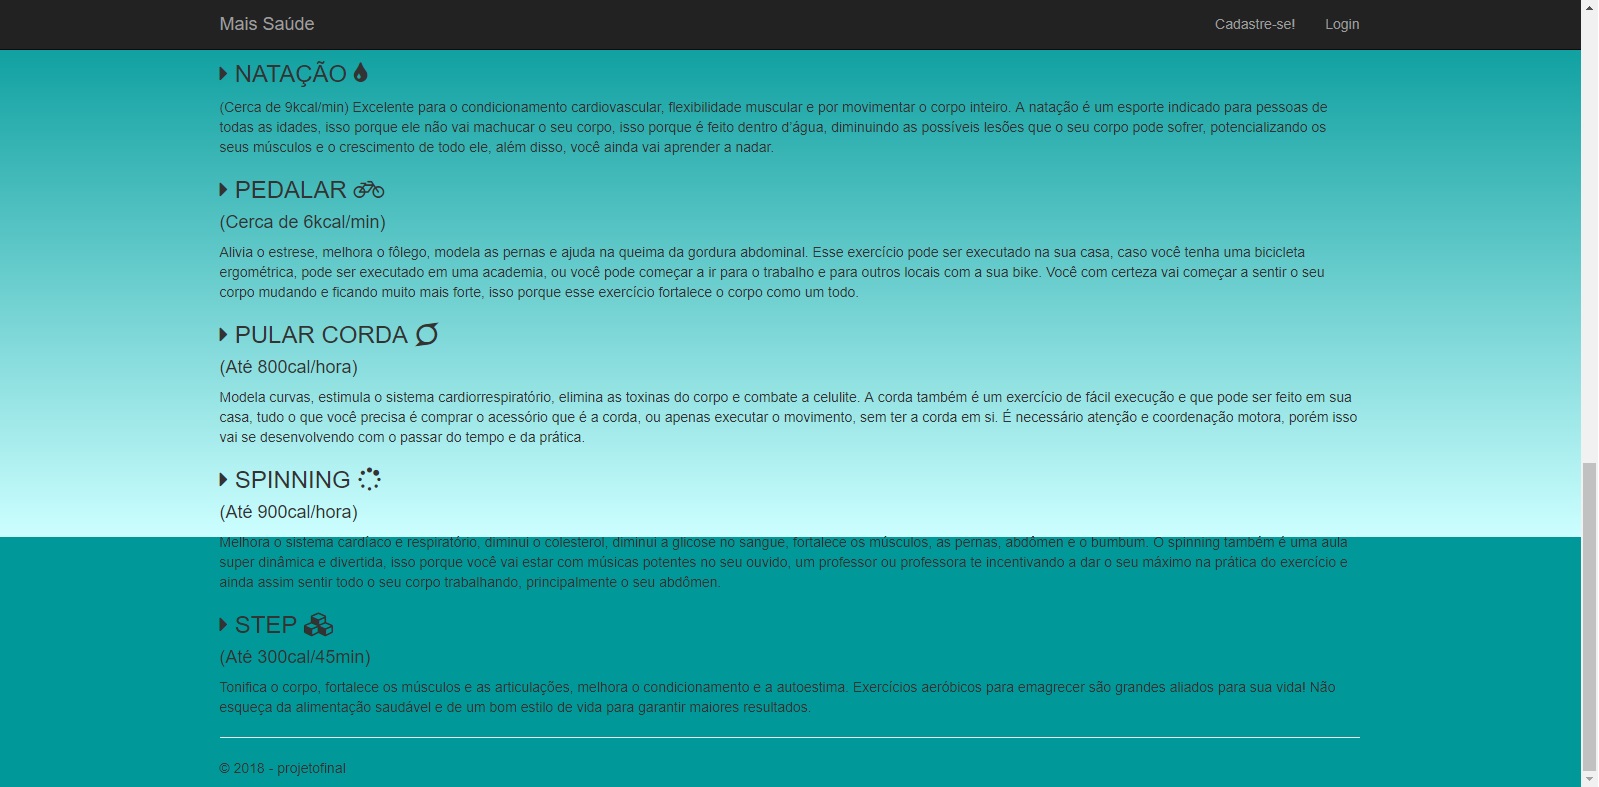 Mais Saúde
Cadastre-se!
Login
NATAÇÃO
(Cerca de 9kcal/min) Excelente para o condicionamento cardiovascular, flexibilidade muscular e por movimentar o corpo inteiro. A natação é um esporte indicado para pessoas de
todas as idades, isso porque ele não vai machucar o seu corpo, isso porque é feito dentro d'água, diminuindo as possíveis lesões que o seu corpo pode sofrer, potencializando os
seus músculos e o crescimento de todo ele, além disso, você ainda vai aprender a nadar.
PEDALAR
(Cerca de 6kcal/min)
Alivia o estrese, melhora o fôlego, modela as pernas e ajuda na queima da gordura abdominal. Esse exercício pode ser executado na sua casa, caso você tenha uma bicicleta
ergométrica, pode ser executado em uma academia, ou você pode começar a ir para o trabalho e para outros locais com a sua bike. Você com certeza vai começar a sentir o seu
corpo mudando e ficando muito mais forte, isso porque esse exercício fortalece o corpo como um todo.
PULAR CORDA
(Até 800cal/hora)
Modela curvas, estimula o sistema cardiorrespiratório, elimina as toxinas do corpo e combate a celulite. A corda também é um exercício de fácil execução e que pode ser feito em sua
casa, tudo o que você precisa é comprar o acessório que é a corda, ou apenas executar o movimento, sem ter a corda em si. É necessário atenção e coordenação motora, porém isso
vai se desenvolvendo com o passar do tempo e da prática.
SPINNING
(Até 900cal/hora)
Melhora o sistema cardíaco e respiratório, diminui o colesterol, diminui a glicose no sangue, fortalece os músculos, as pernas, abdômen e o bumbum. O spinning também é uma aula
super dinâmica e divertida, isso porque você vai estar com músicas potentes no seu ouvido, um professor ou professora te incentivando a dar o seu máximo na prática do exercício e
ainda assim sentir todo o seu corpo trabalhando, principalmente o seu abdômen.
STEP
(Até 300cal/45min)
Tonifica o corpo, fortalece os músculos e as articulações, melhora o condicionamento e a autoestima. Exercícios aeróbicos para emagrecer são grandes aliados para sua vida! Não
esqueça da alimentação saudável e de um bom estilo de vida para garantir maiores resultados.
© 2018 - projetofinal